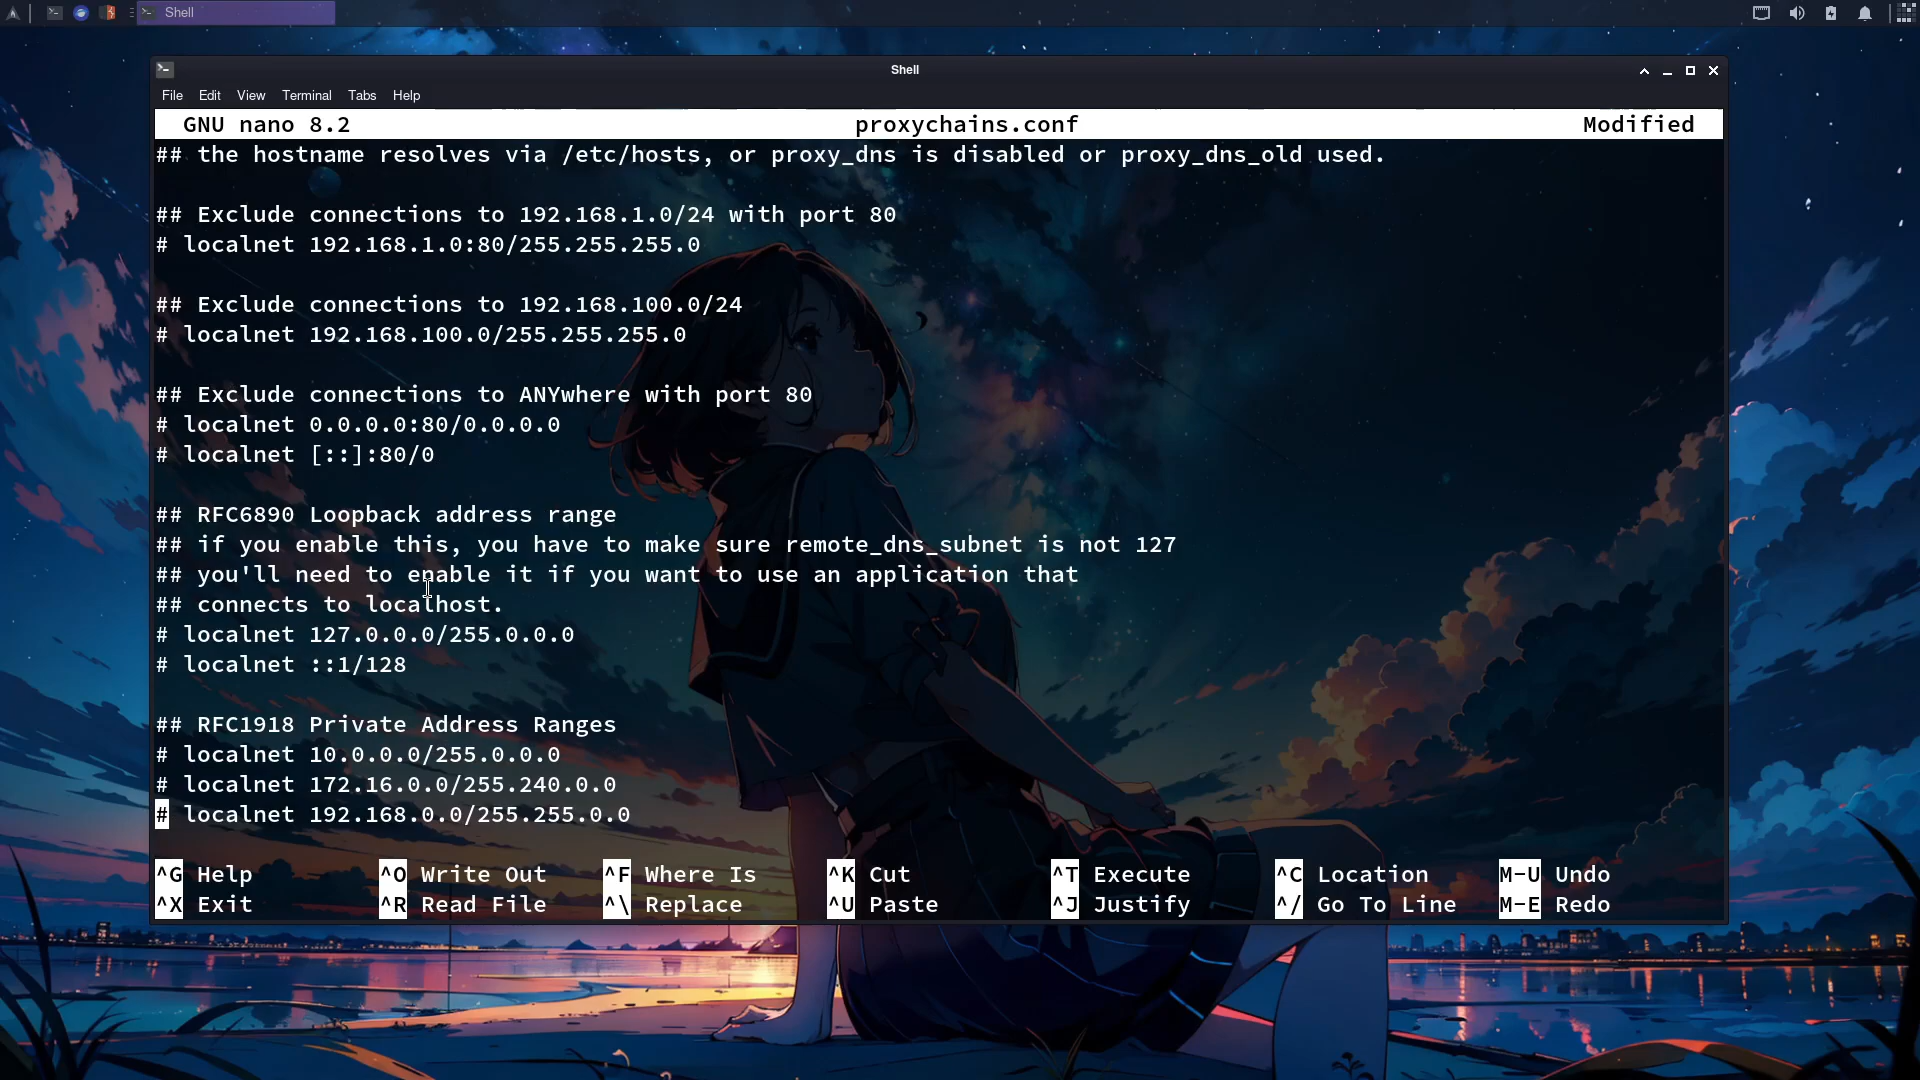 Shell
Shell
File Edit View Terminal Tabs Help
GNU nano 8.2 proxychains.conf Modified
## the hostname resolves via /etc/hosts, or proxy_dns is disabled or proxy_dns_old used.
## Exclude connections to 192.168.1.0/24 with port 80
# localnet 192.168.1.0:80/255.255.255.0
## Exclude connections to 192.168.100.0/24
# localnet 192.168.100.0/255.255.255.0
## Exclude connections to ANYwhere with port 80
# localnet 0.0.0.0:80/0.0.0.0
# localnet [::]:80/0
## RFC6890 Loopback address range
## if you enable this, you have to make sure remote_dns_subnet is not 127
## you'll need to enable it if you want to use an application that
## connects to localhost.
# localnet 127.0.0.0/255.0.0.0
# localnet ::1/128
## RFC1918 Private Address Ranges
# localnet 10.0.0.0/255.0.0.0
# localnet 172.16.0.0/255.240.0.0
# localnet 192.168.0.0/255.255.0.0
^G Help ^O Write Out ^F Where Is ^K Cut ^T Execute ^C Location M-U Undo
^X Exit ^R Read File ^\ Replace ^U Paste ^J Justify ^/ Go To Line M-E Redo